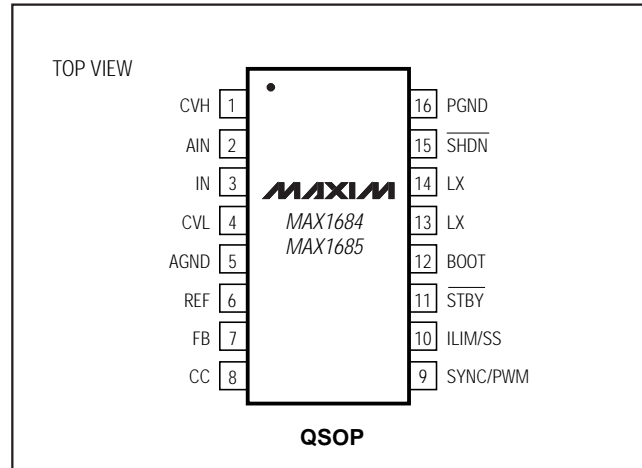 TOP VIEW
CVH 1
AIN 2
IN 3
CVL 4
AGND 5
REF 6
FB 7
CC 8
MAXIM
MAX1684
MAX1685
16 PGND
15 SHDN
14 LX
13 LX
12 BOOT
11 STBY
10 ILIM/SS
9 SYNC/PWM
QSOP